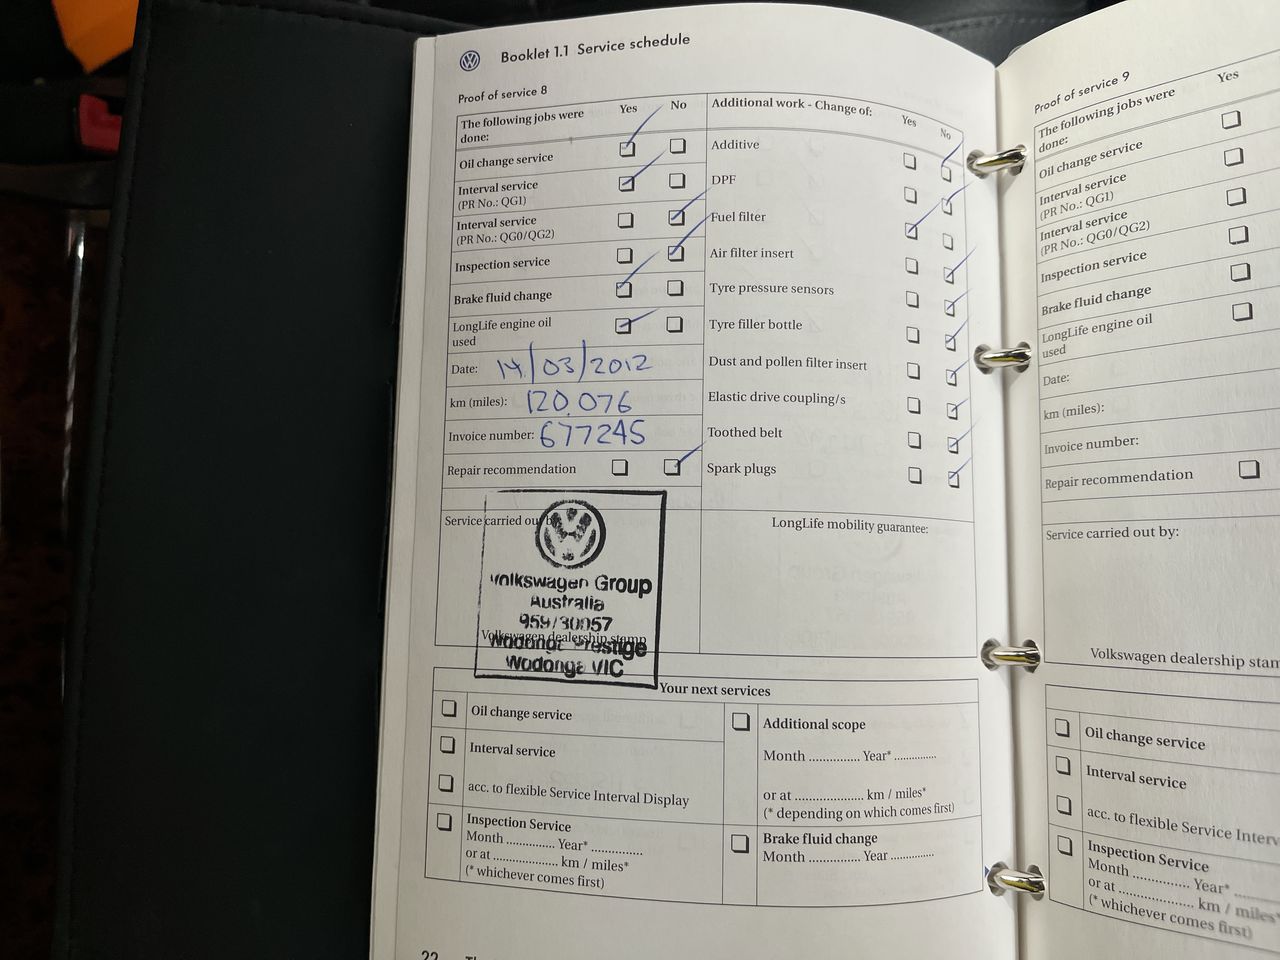 Booklet 1.1 Service schedule
Proof of service 8
The following jobs were done:
Yes No
Oil change service
Interval service
(PR No.: QG1)
Interval service
(PR No.: QG0/QG2)
Inspection service
Brake fluid change
LongLife engine oil
used
Date: 14/03/2012
km (miles): 120.076
Invoice number: 677245
Repair recommendation
Additional work - Change of:
Yes No
Additive
DPF
Fuel filter
Air filter insert
Tyre pressure sensors
Tyre filler bottle
Dust and pollen filter insert
Elastic drive coupling/s
Toothed belt
Spark plugs
Service carried out by
Volkswagen Group
Australia
959/30057
Volkswagen dealership stamp
Wodonga Prestige
Wodonga VIC
LongLife mobility guarantee:
Your next services
Oil change service
Interval service
acc. to flexible Service Interval Display
Inspection Service
Month ............... Year* ...............
or at .................... km / miles*
(* whichever comes first)
Additional scope
Month ............... Year* ...............
or at .................... km / miles*
(* depending on which comes first)
Brake fluid change
Month ............... Year ...............
22
Proof of service 9
Yes
The following jobs were
done:
Oil change service
Interval service
(PR No.: QG1)
Interval service
(PR No.: QG0/QG2)
Inspection service
Brake fluid change
LongLife engine oil
used
Date:
km (miles):
Invoice number:
Repair recommendation
Service carried out by:
Volkswagen dealership stam
Oil change service
Interval service
acc. to flexible Service Interv
Inspection Service
Month ............... Year* ......
or at .................... km / miles*
(* whichever comes first)